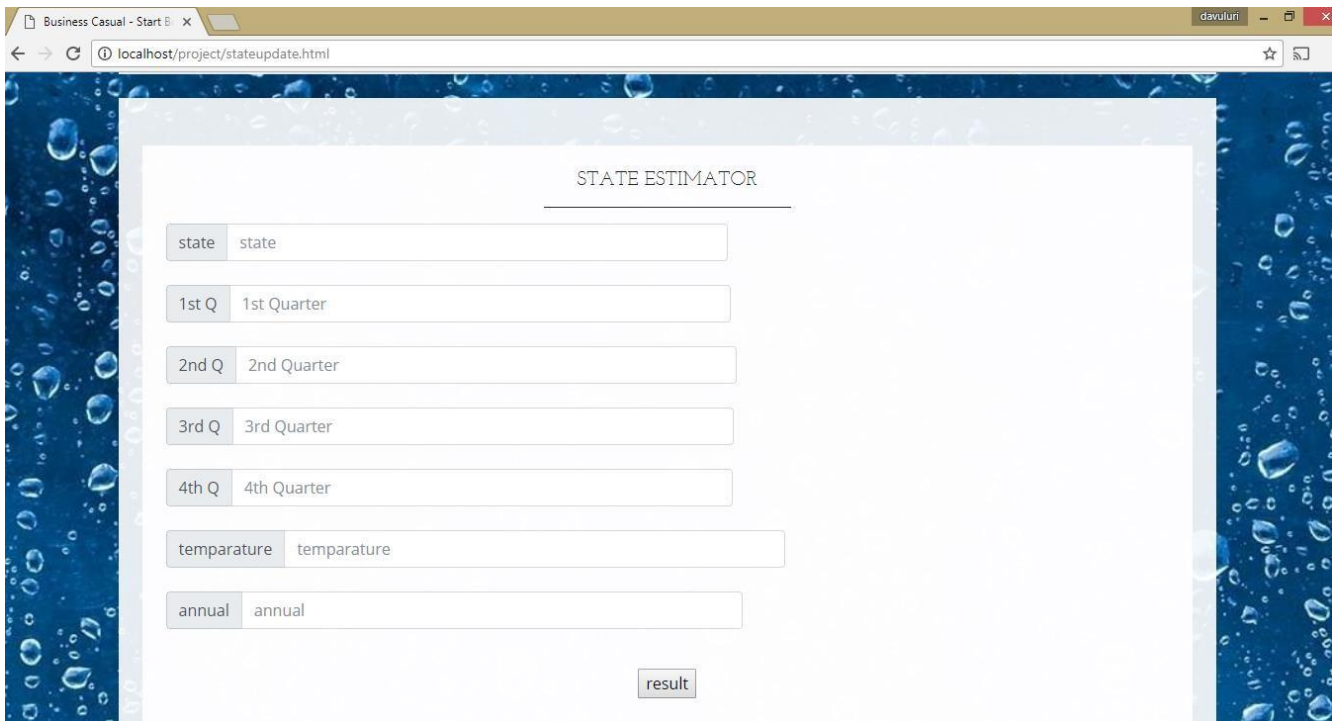 Business Casual - Start B
davuluri
localhost/project/stateupdate.html
STATE ESTIMATOR
state state
1st Q 1st Quarter
2nd Q 2nd Quarter
3rd Q 3rd Quarter
4th Q 4th Quarter
temparature temparature
annual annual
result